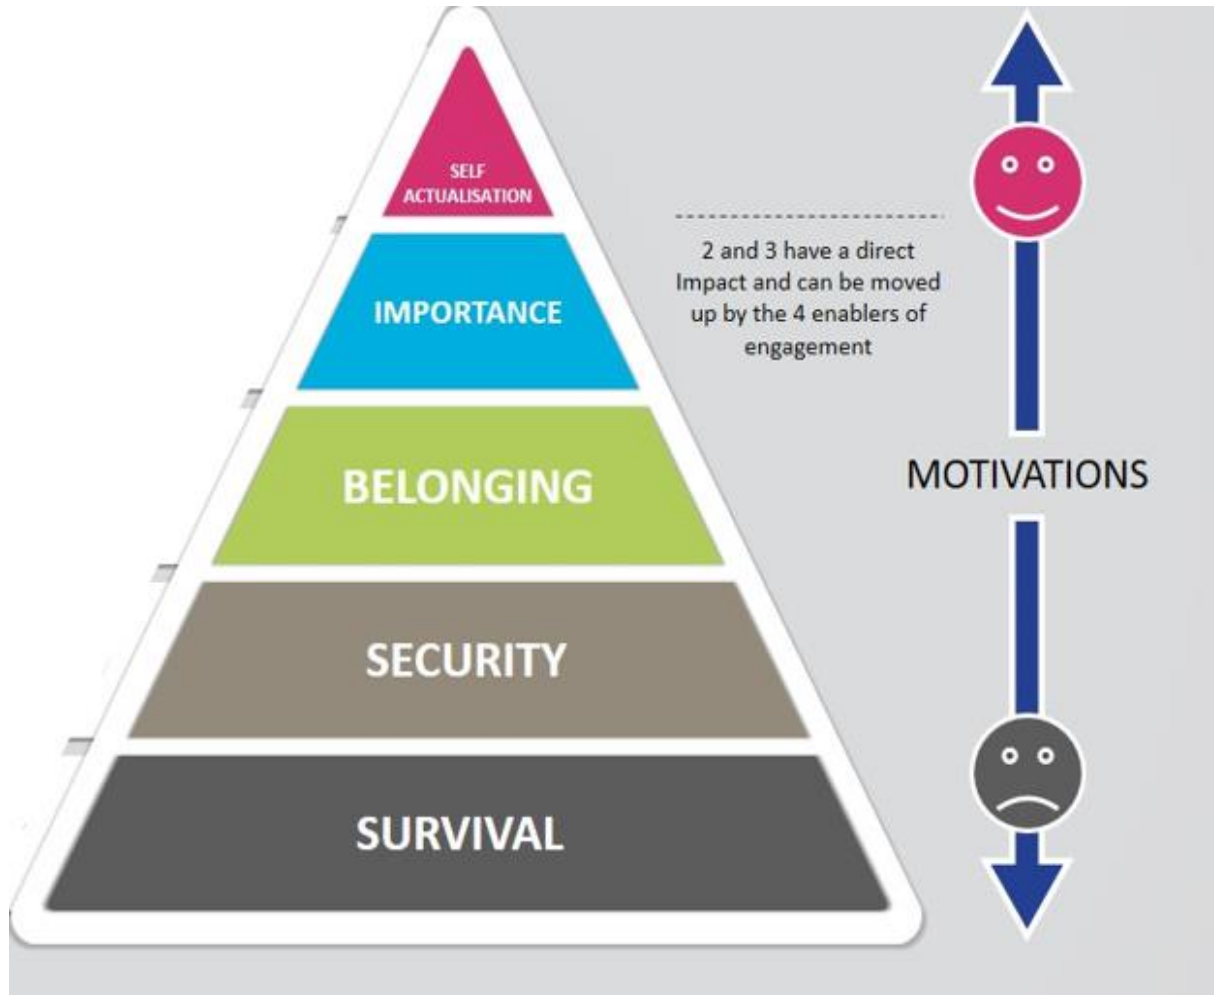 SELF
ACTUALISATION
2 and 3 have a direct
Impact and can be moved
up by the 4 enablers of
engagement
IMPORTANCE
MOTIVATIONS
BELONGING
SECURITY
SURVIVAL